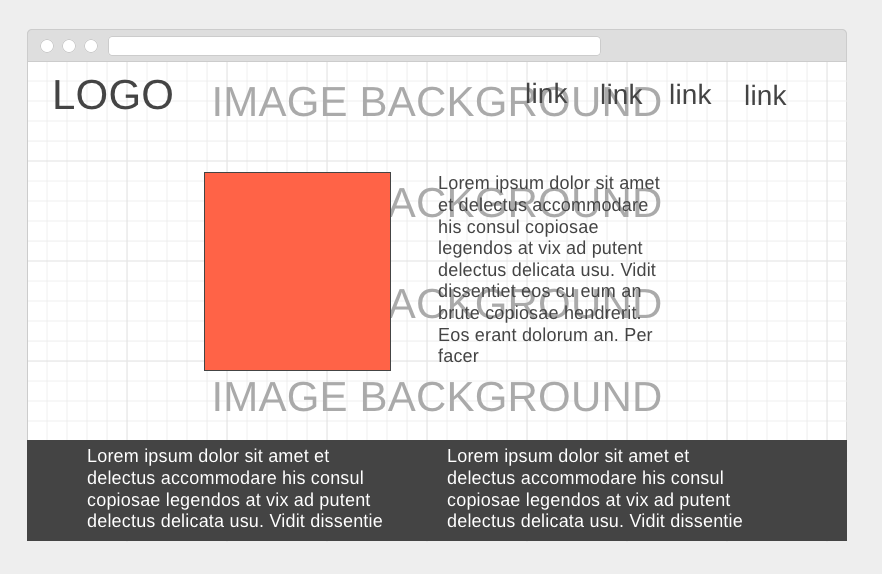 LOGO
IMAGE BACKGROUND
link
link
link
link
ACKGROUND
Lorem ipsum dolor sit amet
et delectus accommodare
his consul copiosae
legendos at vix ad putent
delectus delicata usu. Vidit
dissentiet eos cu eum an
brute copiosae hendrerit.
Eos erant dolorum an. Per
facer
ACKGROUND
IMAGE BACKGROUND
Lorem ipsum dolor sit amet et
delectus accommodare his consul
copiosae legendos at vix ad putent
delectus delicata usu. Vidit dissentie
Lorem ipsum dolor sit amet et
delectus accommodare his consul
copiosae legendos at vix ad putent
delectus delicata usu. Vidit dissentie